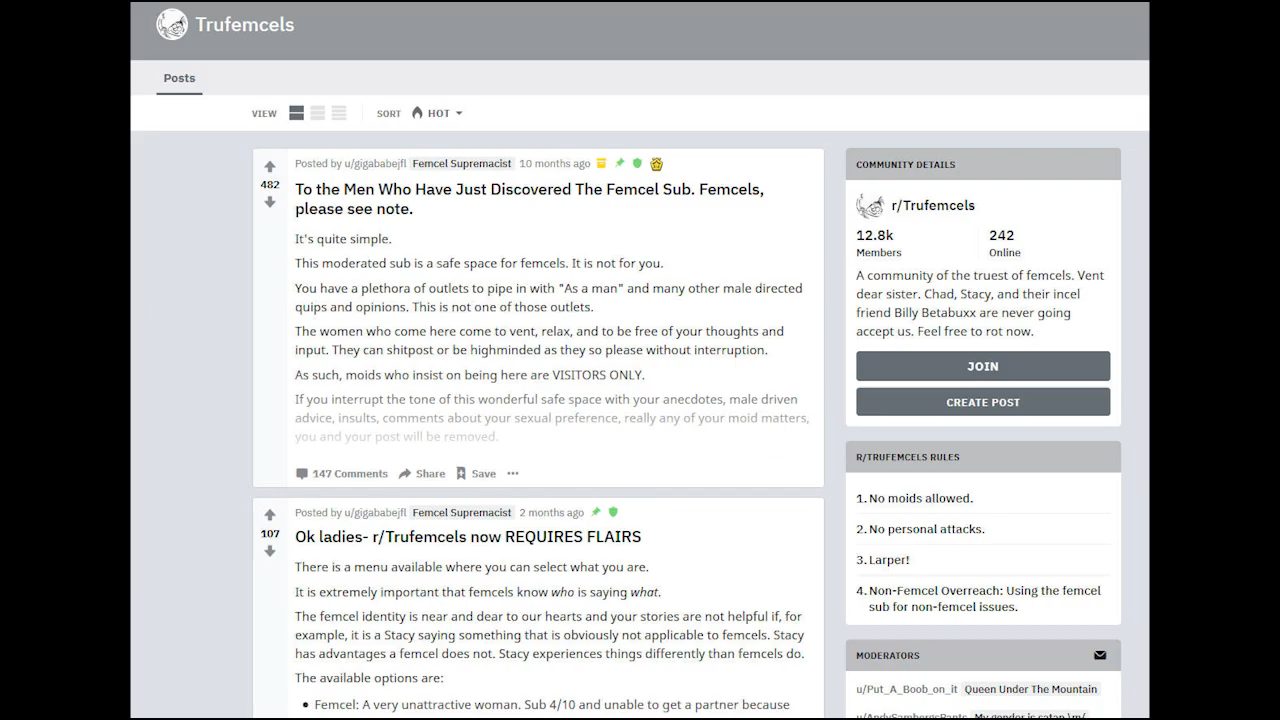 Trufemcels
Posts
VIEW SORT HOT
Posted by u/gigababejfl Femcel Supremacist 10 months ago
482
To the Men Who Have Just Discovered The Femcel Sub. Femcels,
please see note.
It's quite simple.
This moderated sub is a safe space for femcels. It is not for you.
You have a plethora of outlets to pipe in with "As a man" and many other male directed
quips and opinions. This is not one of those outlets.
The women who come here come to vent, relax, and to be free of your thoughts and
input. They can shitpost or be highminded as they so please without interruption.
As such, moids who insist on being here are VISITORS ONLY.
If you interrupt the tone of this wonderful safe space with your anecdotes, male driven
advice, insults, comments about your sexual preference, really any of your moid matters,
you and your post will be removed.
147 Comments Share Save ···
Posted by u/gigababejfl Femcel Supremacist 2 months ago
107
Ok ladies- r/Trufemcels now REQUIRES FLAIRS
There is a menu available where you can select what you are.
It is extremely important that femcels know who is saying what.
The femcel identity is near and dear to our hearts and your stories are not helpful if, for
example, it is a Stacy saying something that is obviously not applicable to femcels. Stacy
has advantages a femcel does not. Stacy experiences things differently than femcels do.
The available options are:
• Femcel: A very unattractive woman. Sub 4/10 and unable to get a partner because
COMMUNITY DETAILS
r/Trufemcels
12.8k 242
Members Online
A community of the truest of femcels. Vent
dear sister. Chad, Stacy, and their incel
friend Billy Betabuxx are never going
accept us. Feel free to rot now.
JOIN
CREATE POST
R/TRUFEMCELS RULES
1. No moids allowed.
2. No personal attacks.
3. Larper!
4. Non-Femcel Overreach: Using the femcel
sub for non-femcel issues.
MODERATORS
u/Put_A_Boob_on_it Queen Under The Mountain
u/AndySambergsPants My gender is satan \m/